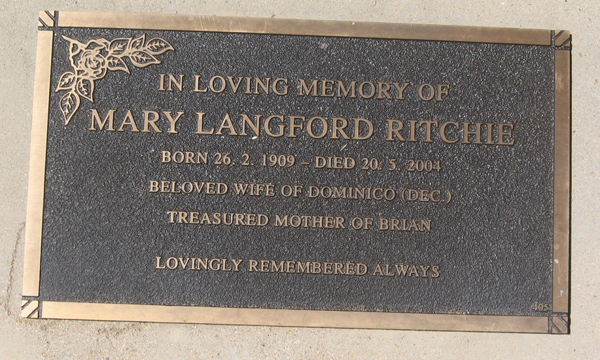 IN LOVING MEMORY OF
MARY LANGFORD RITCHIE
BORN 26. 2. 1909 – DIED 20. 5. 2004
BELOVED WIFE OF DOMINICO (DEC.)
TREASURED MOTHER OF BRIAN
LOVINGLY REMEMBERED ALWAYS